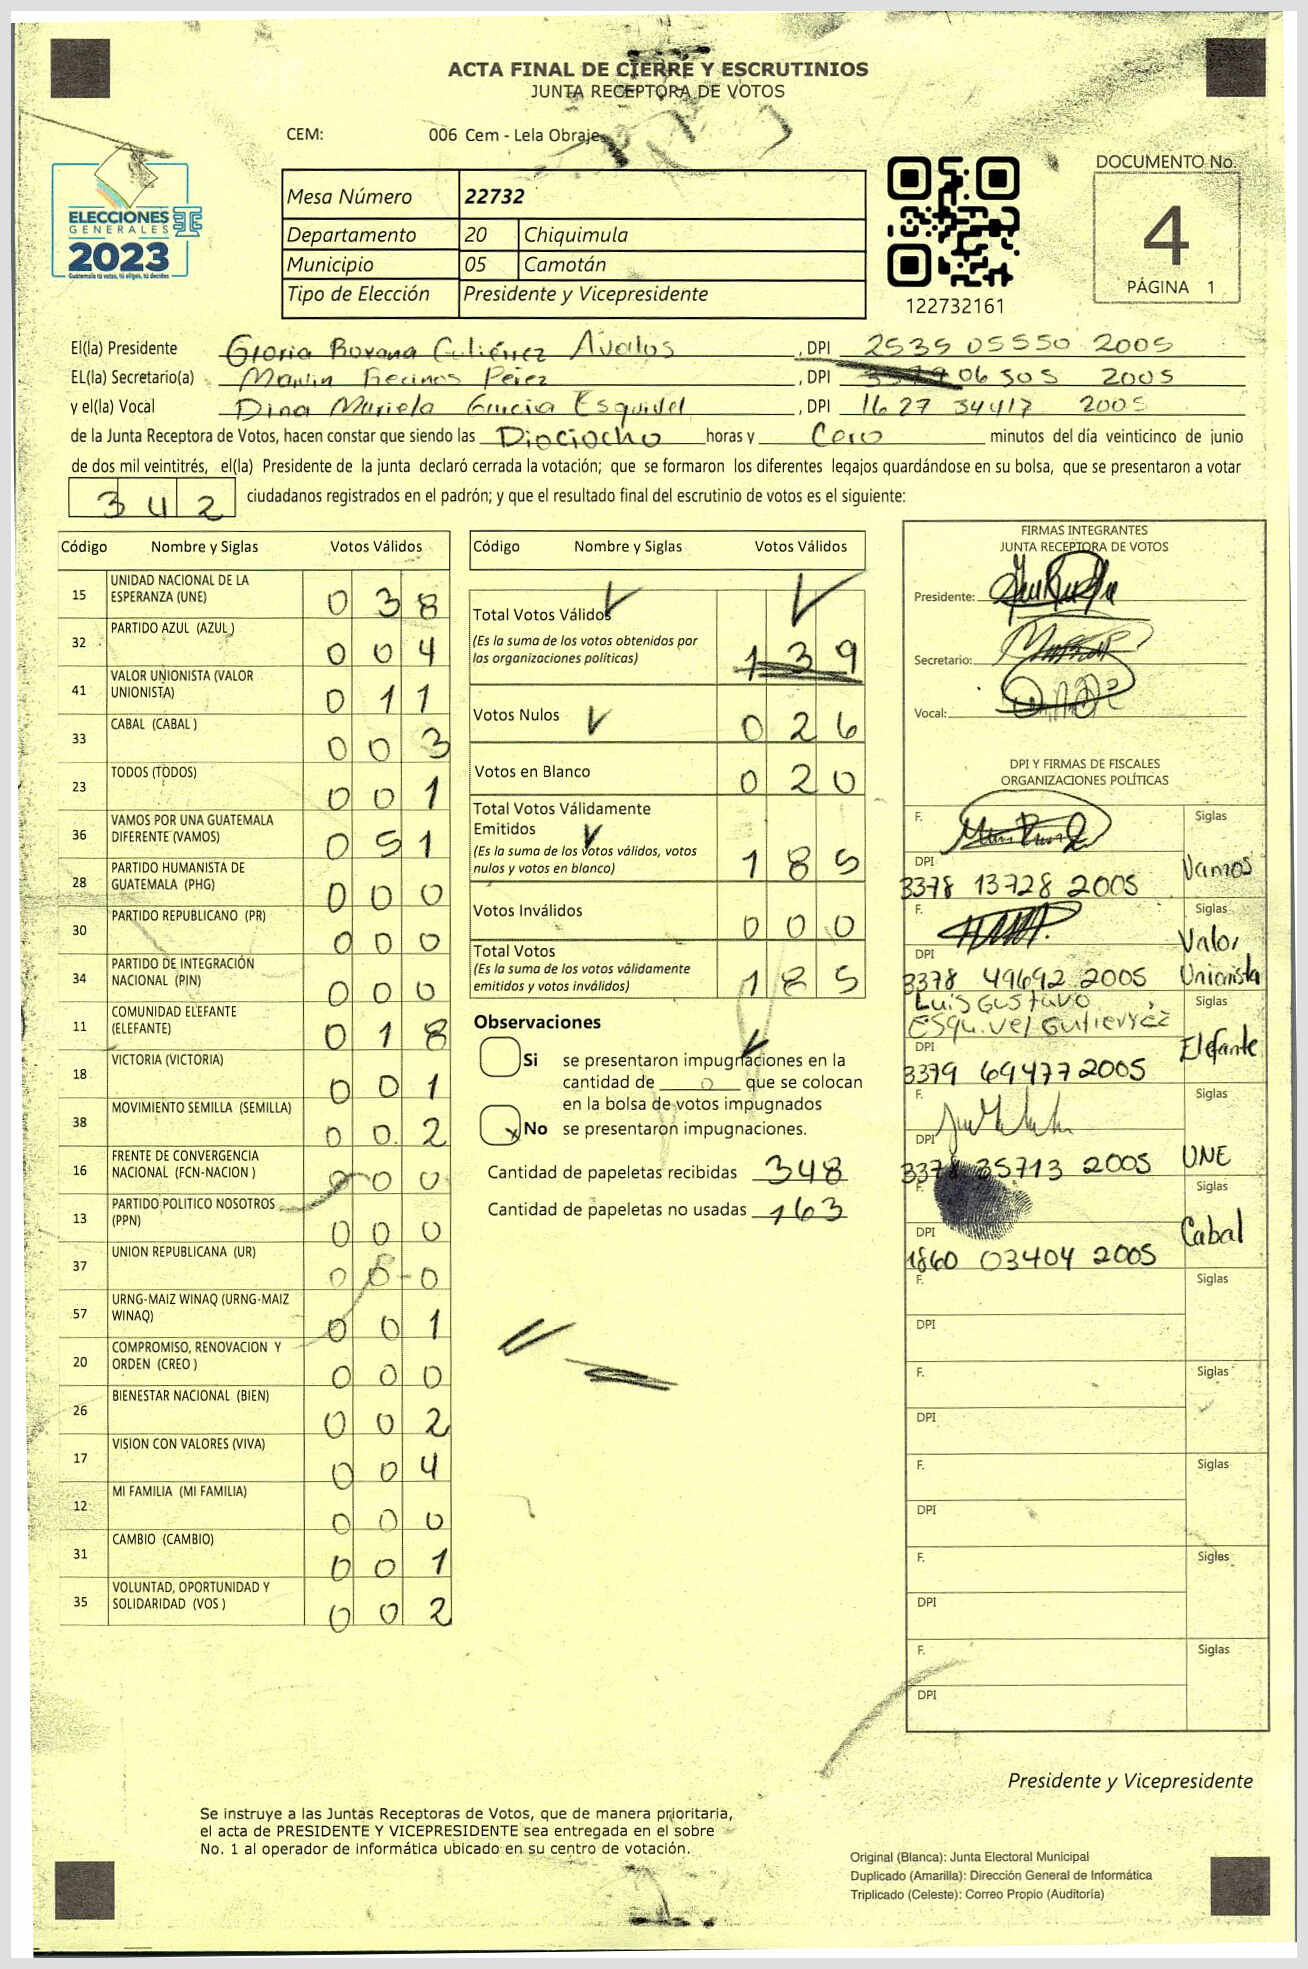 ACTA FINAL DE CIERRE Y ESCRUTINIOS
JUNTA RECEPTORA DE VOTOS
CEM: 006 Cem - Lela Obraje
DOCUMENTO No.
4
PÁGINA 1
ELECCIONES
GENERALES
2023
Guatemala tú votas, tú eliges, tú decides
Mesa Número 22732
Departamento 20 Chiquimula
Municipio 05 Camotán
Tipo de Elección Presidente y Vicepresidente
122732161
El(la) Presidente Gloria Roxana Gutiérrez Avalos , DPI 2535 05550 2005
EL(la) Secretario(a) Marlin Recinos Pérez , DPI 06505 2005
y el(la) Vocal Dina Mariela García Esquivel , DPI 1627 34417 2005
de la Junta Receptora de Votos, hacen constar que siendo las Dieciocho horas y Cero minutos del día veinticinco de junio
de dos mil veintitrés, el(la) Presidente de la junta declaró cerrada la votación; que se formaron los diferentes legajos guardándose en su bolsa, que se presentaron a votar
342 ciudadanos registrados en el padrón; y que el resultado final del escrutinio de votos es el siguiente:
Código Nombre y Siglas Votos Válidos
15 UNIDAD NACIONAL DE LA ESPERANZA (UNE) 0 3 8
32 PARTIDO AZUL (AZUL ) 0 0 4
41 VALOR UNIONISTA (VALOR UNIONISTA) 0 1 1
33 CABAL (CABAL ) 0 0 3
23 TODOS (TODOS) 0 0 1
36 VAMOS POR UNA GUATEMALA DIFERENTE (VAMOS) 0 5 1
28 PARTIDO HUMANISTA DE GUATEMALA (PHG) 0 0 0
30 PARTIDO REPUBLICANO (PR) 0 0 0
34 PARTIDO DE INTEGRACIÓN NACIONAL (PIN) 0 0 0
11 COMUNIDAD ELEFANTE (ELEFANTE) 0 1 8
18 VICTORIA (VICTORIA) 0 0 1
38 MOVIMIENTO SEMILLA (SEMILLA) 0 0 2
16 FRENTE DE CONVERGENCIA NACIONAL (FCN-NACION ) 0 0 0
13 PARTIDO POLITICO NOSOTROS (PPN) 0 0 0
37 UNION REPUBLICANA (UR) 0 0 0
57 URNG-MAIZ WINAQ (URNG-MAIZ WINAQ) 0 0 1
20 COMPROMISO, RENOVACION Y ORDEN (CREO ) 0 0 0
26 BIENESTAR NACIONAL (BIEN) 0 0 2
17 VISION CON VALORES (VIVA) 0 0 4
12 MI FAMILIA (MI FAMILIA) 0 0 0
31 CAMBIO (CAMBIO) 0 0 1
35 VOLUNTAD, OPORTUNIDAD Y SOLIDARIDAD (VOS ) 0 0 2
Código Nombre y Siglas Votos Válidos
Total Votos Válidos
(Es la suma de los votos obtenidos por
las organizaciones políticas) 1 3 9
Votos Nulos 0 2 6
Votos en Blanco 0 2 0
Total Votos Válidamente
Emitidos
(Es la suma de los votos válidos, votos
nulos y votos en blanco) 1 8 5
Votos Inválidos 0 0 0
Total Votos
(Es la suma de los votos válidamente
emitidos y votos inválidos) 1 8 5
Observaciones
Si se presentaron impugnaciones en la
cantidad de 0 que se colocan
en la bolsa de votos impugnados
x No se presentaron impugnaciones.
Cantidad de papeletas recibidas 348
Cantidad de papeletas no usadas 163
FIRMAS INTEGRANTES
JUNTA RECEPTORA DE VOTOS
Presidente:
Secretario:
Vocal:
DPI Y FIRMAS DE FISCALES
ORGANIZACIONES POLÍTICAS
F. Siglas
DPI Vamos
3378 13728 2005
F. Siglas
Valor
DPI Unionista
3378 49692 2005
F. Luis Gustavo Siglas
Esquivel Gutierrez
DPI Elefante
3379 69477 2005
F. Siglas
DPI UNE
3378 35713 2005
F. Siglas
DPI Cabal
1860 03404 2005
F. Siglas
DPI
F. Siglas
DPI
F. Siglas
DPI
F. Siglas
DPI
F. Siglas
DPI
Presidente y Vicepresidente
Se instruye a las Juntas Receptoras de Votos, que de manera prioritaria,
el acta de PRESIDENTE Y VICEPRESIDENTE sea entregada en el sobre
No. 1 al operador de informática ubicado en su centro de votación.
Original (Blanca): Junta Electoral Municipal
Duplicado (Amarilla): Dirección General de Informática
Triplicado (Celeste): Correo Propio (Auditoría)